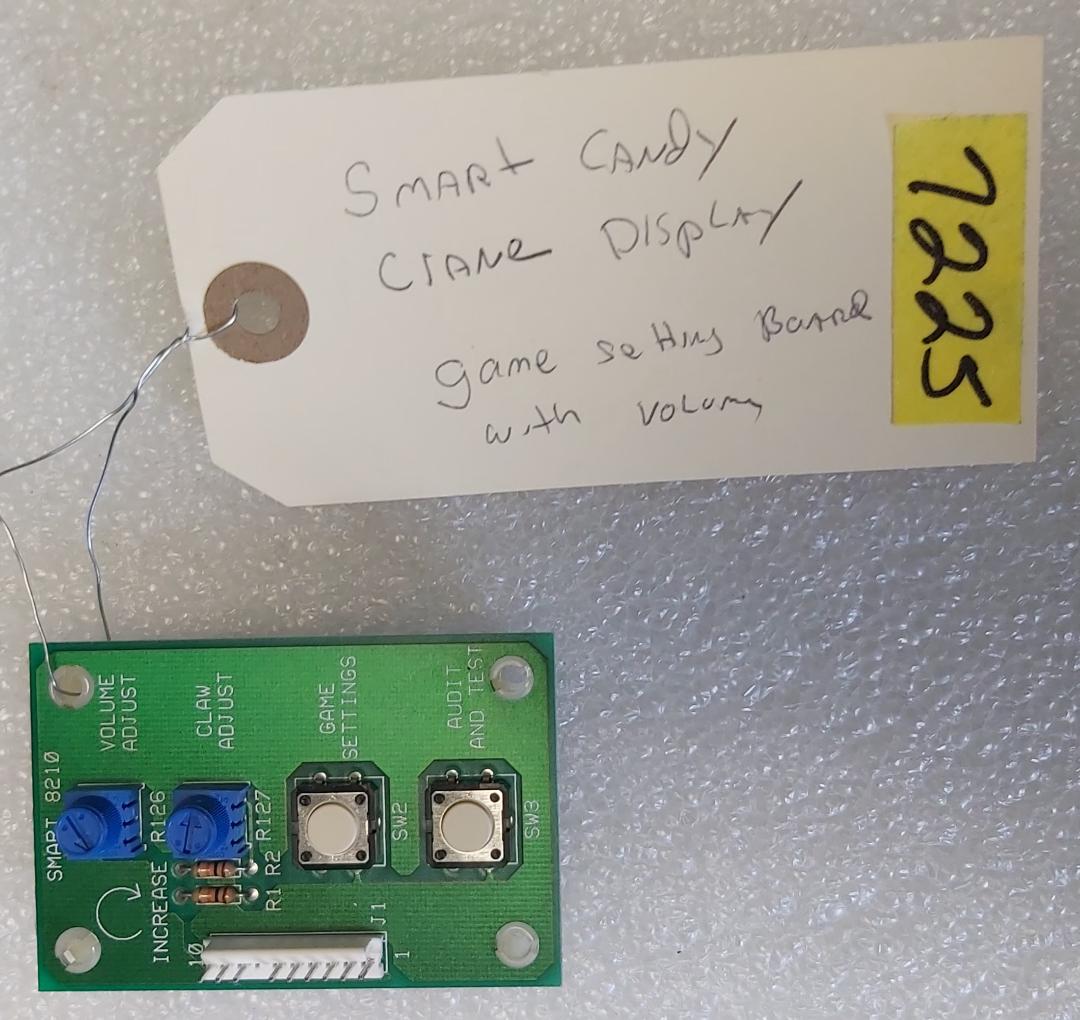 SMART CANDY
CRANE DISPLAY
game setting BOARD
with VOLUME
7225
SMART 8210
VOLUME
ADJUST
CLAW
ADJUST
GAME
SETTINGS
AUDIT
AND TEST
R126
R127
SW2
SW3
INCREASE
R2
R1
10
J1
1